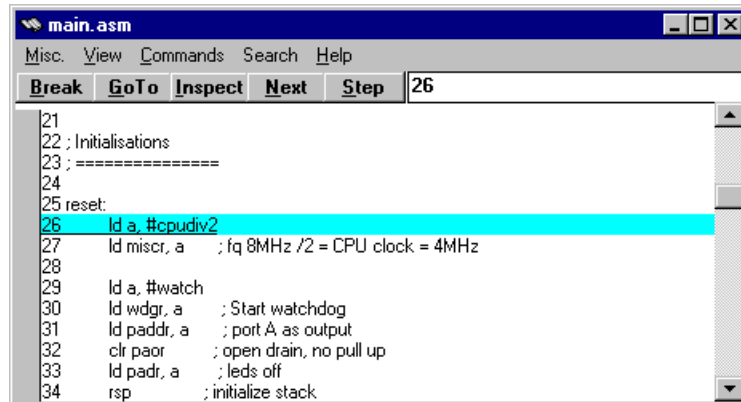 main.asm
Misc. View Commands Search Help
Break GoTo Inspect Next Step 26
21
22 ; Initialisations
23 ; ===============
24
25 reset:
26 ld a, #cpudiv2
27 ld miscr, a ; fq 8MHz /2 = CPU clock = 4MHz
28
29 ld a, #watch
30 ld wdgr, a ; Start watchdog
31 ld paddr, a ; port A as output
32 clr paor ; open drain, no pull up
33 ld padr, a ; leds off
34 rsp ; initialize stack